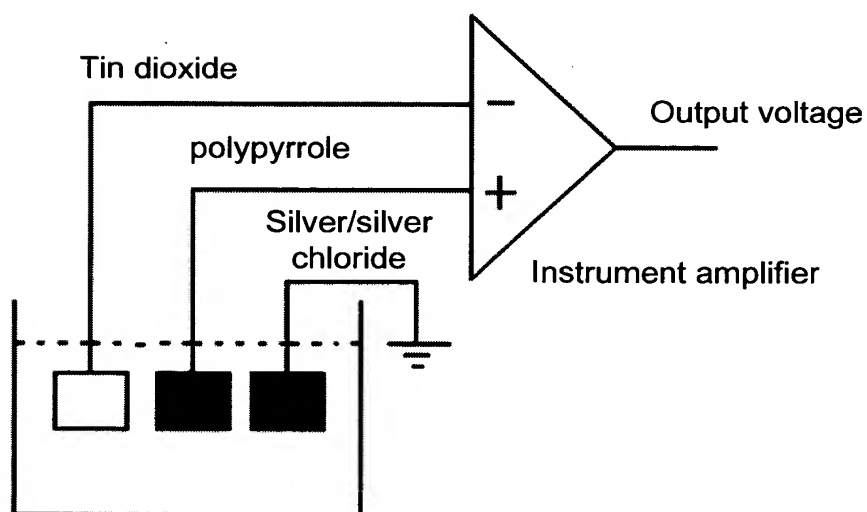 Tin dioxide
Output voltage
polypyrrole
Silver/silver
chloride
Instrument amplifier